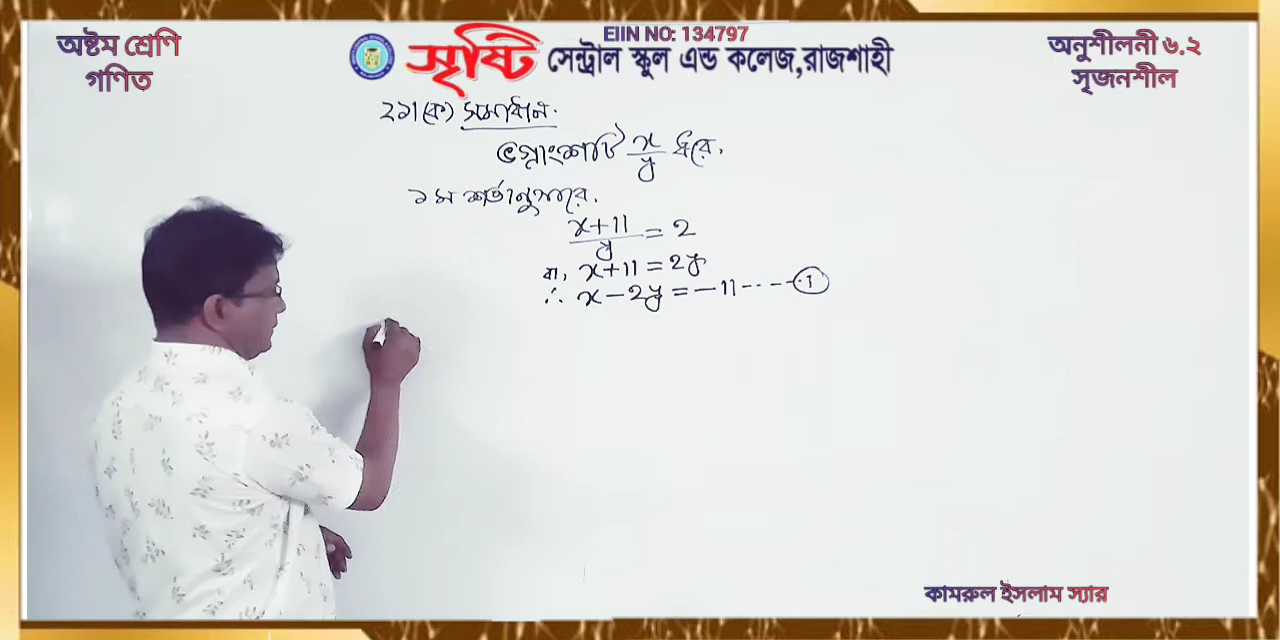 অষ্টম শ্রেণি
গণিত
EIIN NO: 134797
সৃষ্টি সেন্ট্রাল স্কুল এন্ড কলেজ,রাজশাহী
অনুশীলনী ৬.২
সৃজনশীল
২১(ক) সমাধান.
ভগ্নাংশটি x/y ধরে,
১ম শর্তানুসারে.
x+11/y = 2
বা, x+11 = 2y
∴ x-2y = -11 - - - - - ①
কামরুল ইসলাম স্যার